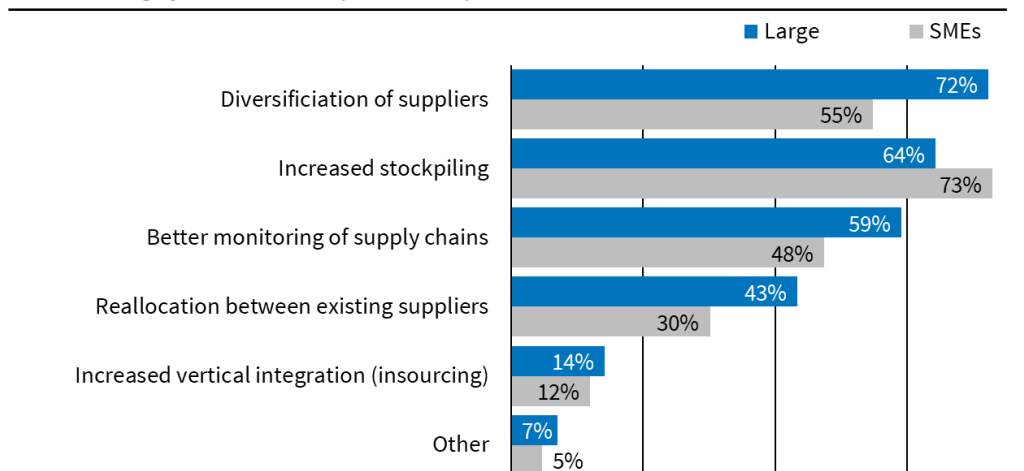 Large SMEs
Diversificiation of suppliers 72%
55%
Increased stockpiling 64%
73%
Better monitoring of supply chains 59%
48%
Reallocation between existing suppliers 43%
30%
Increased vertical integration (insourcing) 14%
12%
Other 7%
5%